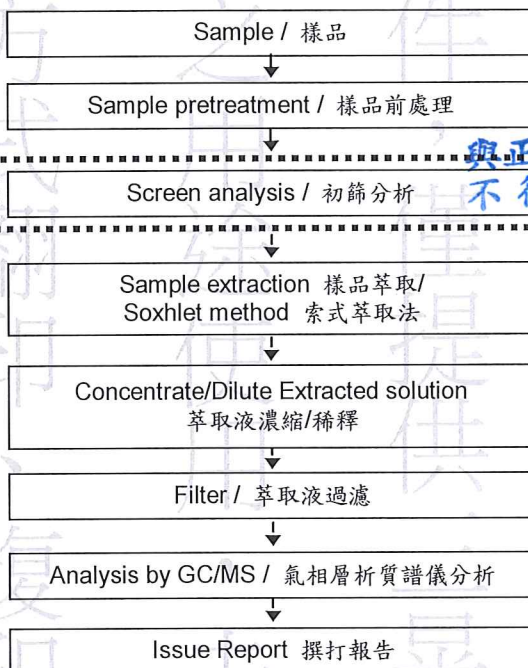 Sample / 樣品
Sample pretreatment / 樣品前處理
與正
Screen analysis / 初篩分析
不
Sample extraction 樣品萃取/
Soxhlet method 索式萃取法
Concentrate/Dilute Extracted solution
萃取液濃縮/稀釋
Filter / 萃取液過濾
Analysis by GC/MS / 氣相層析質譜儀分析
Issue Report 撰打報告